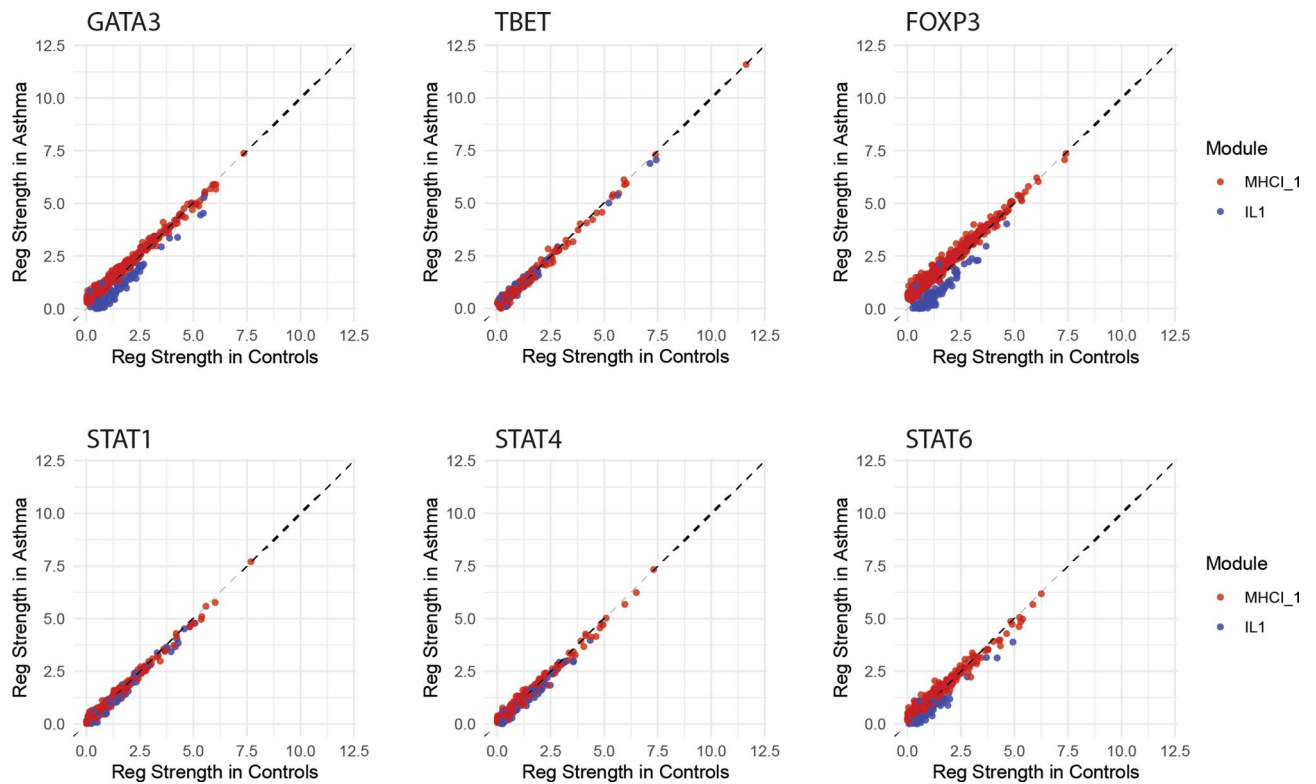 GATA3
TBET
FOXP3
12.5
10.0
7.5
5.0
2.5
0.0
Reg Strength in Asthma
0.0 2.5 5.0 7.5 10.0 12.5
Reg Strength in Controls
12.5
10.0
7.5
5.0
2.5
0.0
Reg Strength in Asthma
0.0 2.5 5.0 7.5 10.0 12.5
Reg Strength in Controls
12.5
10.0
7.5
5.0
2.5
0.0
Reg Strength in Asthma
0.0 2.5 5.0 7.5 10.0 12.5
Reg Strength in Controls
Module
MHCI_1
IL1
STAT1
STAT4
STAT6
12.5
10.0
7.5
5.0
2.5
0.0
Reg Strength in Asthma
0.0 2.5 5.0 7.5 10.0 12.5
Reg Strength in Controls
12.5
10.0
7.5
5.0
2.5
0.0
Reg Strength in Asthma
0.0 2.5 5.0 7.5 10.0 12.5
Reg Strength in Controls
12.5
10.0
7.5
5.0
2.5
0.0
Reg Strength in Asthma
0.0 2.5 5.0 7.5 10.0 12.5
Reg Strength in Controls
Module
MHCI_1
IL1